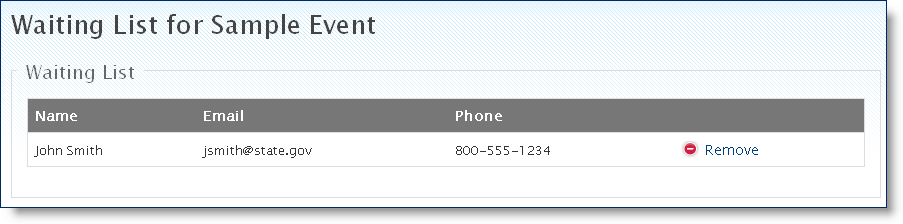 Waiting List for Sample Event
Waiting List
Name Email Phone
John Smith jsmith@state.gov 800-555-1234 Remove